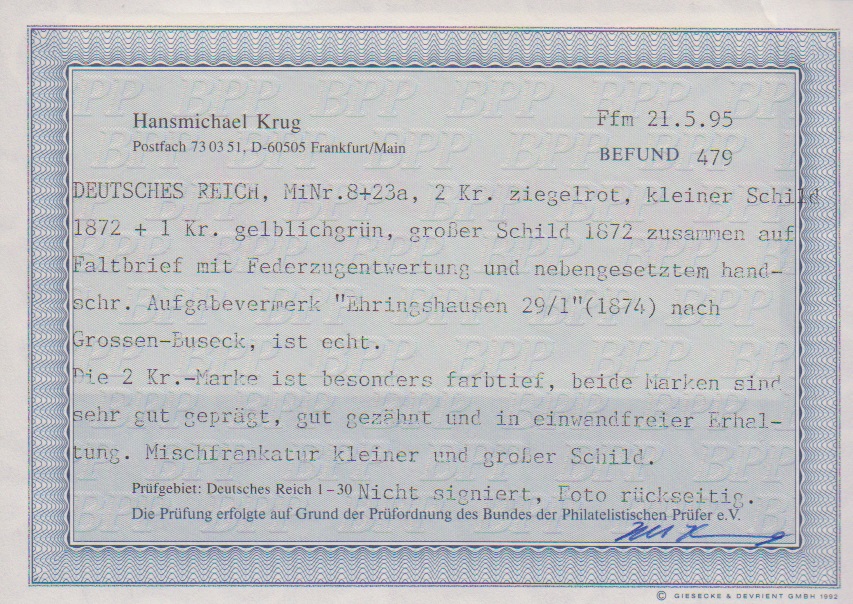 Hansmichael Krug
Postfach 73 03 51, D-60505 Frankfurt/Main
Ffm 21.5.95
BEFUND 479
DEUTSCHES REICH, MiNr.8+23a, 2 Kr. ziegelrot, kleiner Schild
1872 + 1 Kr. gelblichgrün, großer Schild 1872 zusammen auf
Faltbrief mit Federzugentwertung und nebengesetztem hand-
schr. Aufgabevermerk "Ehringshausen 29/1"(1874) nach
Grossen-Buseck, ist echt.
Die 2 Kr.-Marke ist besonders farbtief, beide Marken sind
sehr gut geprägt, gut gezähnt und in einwandfreier Erhal-
tung. Mischfrankatur kleiner und großer Schild.
Prüfgebiet: Deutsches Reich 1–30 Nicht signiert, Foto rückseitig.
Die Prüfung erfolgte auf Grund der Prüfordnung des Bundes der Philatelistischen Prüfer e.V.
© GIESECKE & DEVRIENT GMBH 1992